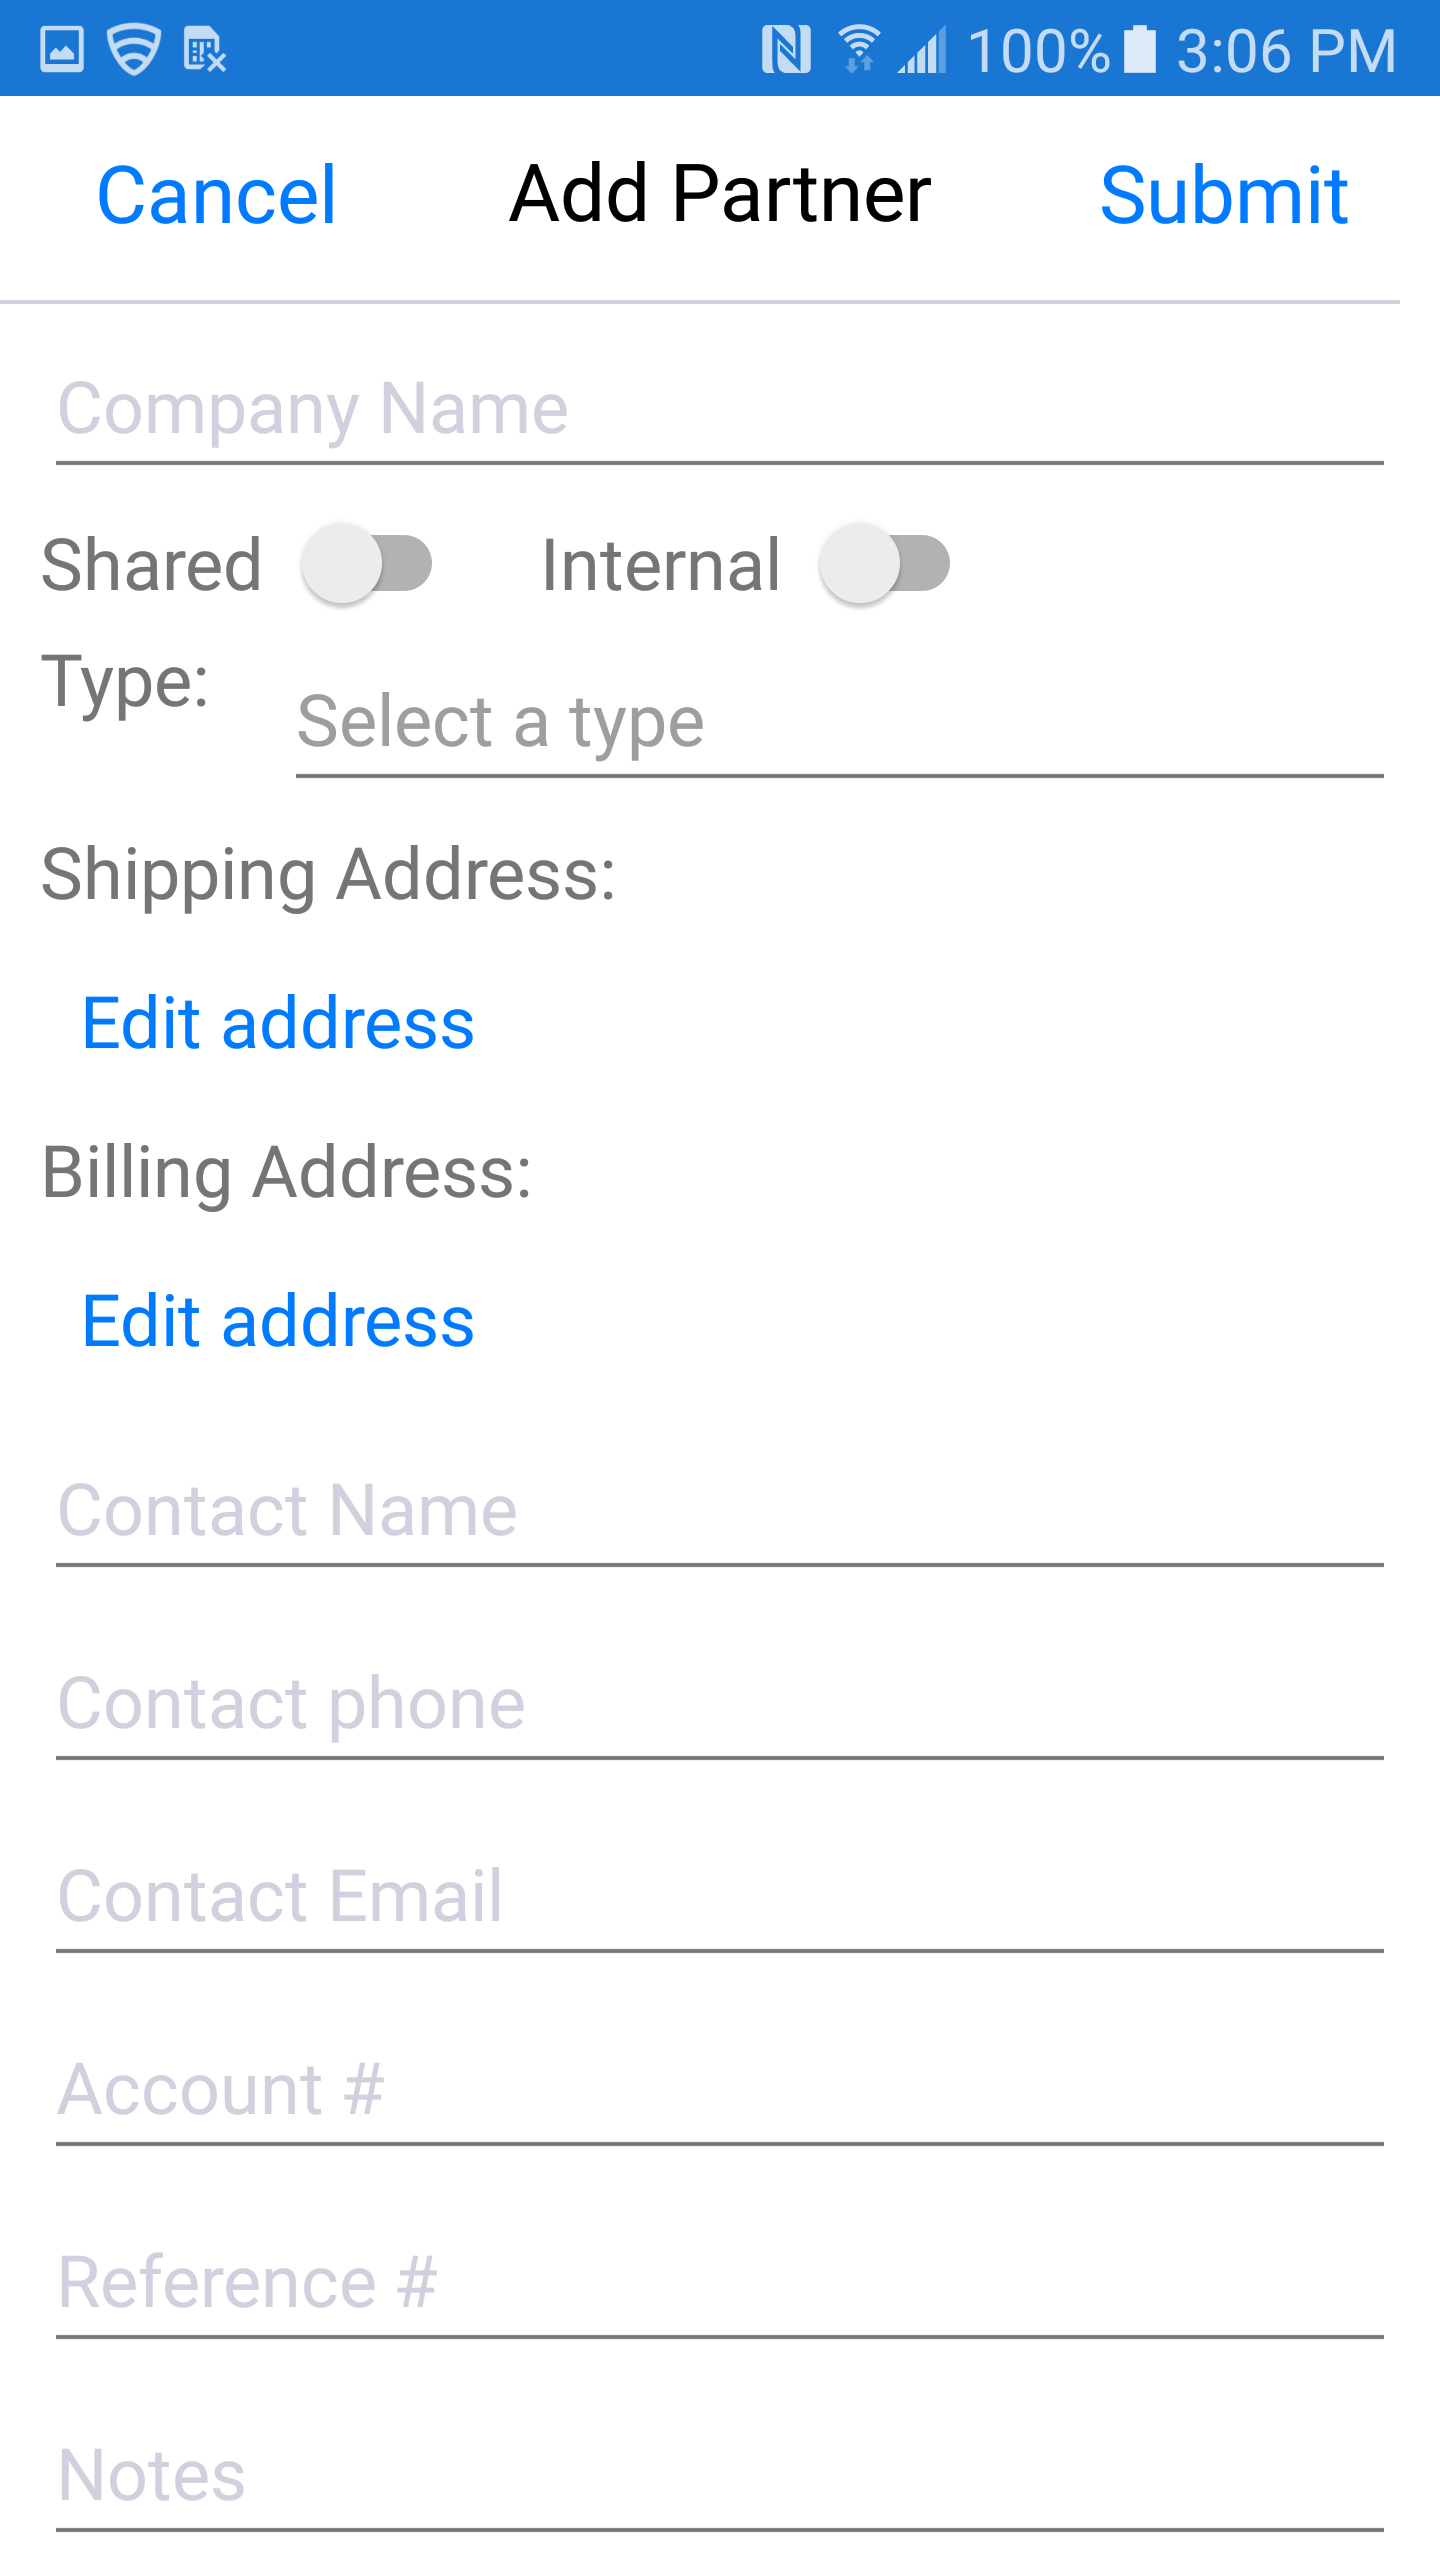 100% 3:06 PM
Cancel Add Partner Submit
Company Name
Shared Internal
Type:
Select a type
Shipping Address:
Edit address
Billing Address:
Edit address
Contact Name
Contact phone
Contact Email
Account #
Reference #
Notes